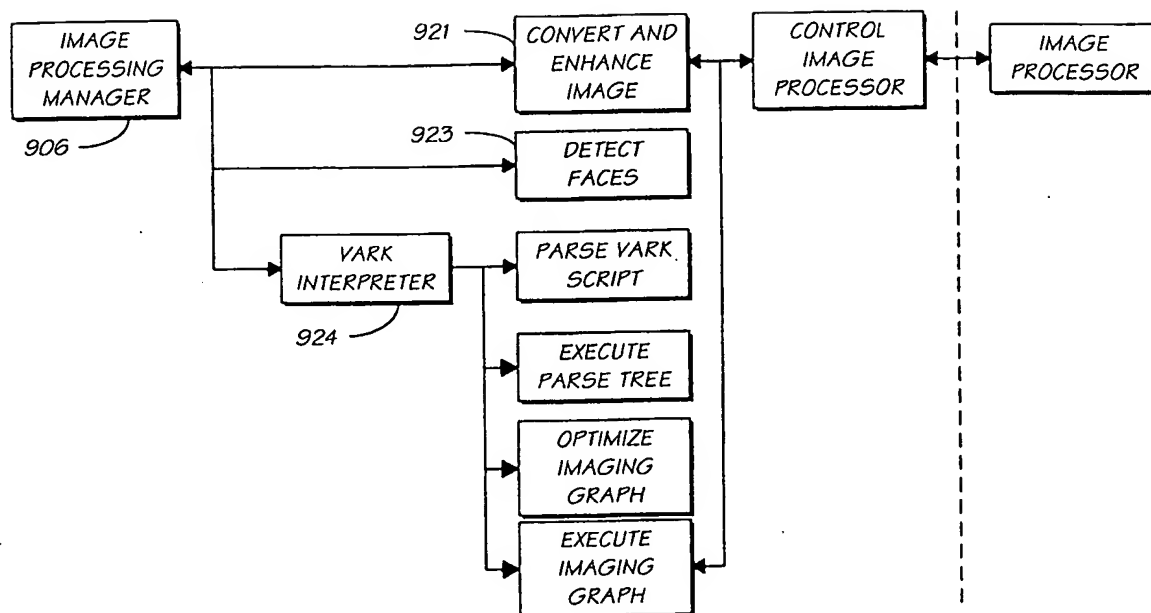 IMAGE
PROCESSING
MANAGER
906
921
CONVERT AND
ENHANCE
IMAGE
CONTROL
IMAGE
PROCESSOR
IMAGE
PROCESSOR
923
DETECT
FACES
VARK
INTERPRETER
924
PARSE VARK
SCRIPT
EXECUTE
PARSE TREE
OPTIMIZE
IMAGING
GRAPH
EXECUTE
IMAGING
GRAPH